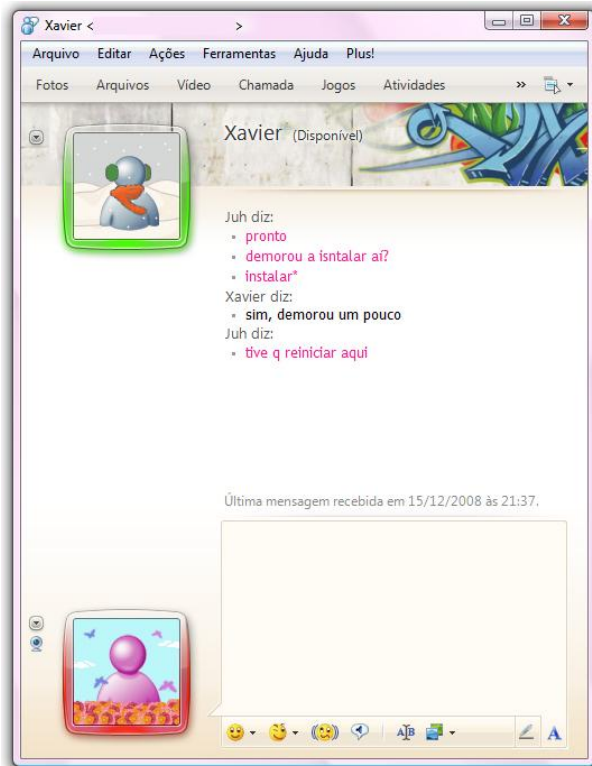 Xavier < >
Arquivo Editar Ações Ferramentas Ajuda Plus!
Fotos Arquivos Vídeo Chamada Jogos Atividades »
Xavier (Disponível)
Juh diz:
pronto
demorou a isntalar aí?
instalar*
Xavier diz:
sim, demorou um pouco
Juh diz:
tive q reiniciar aqui
Última mensagem recebida em 15/12/2008 às 21:37.